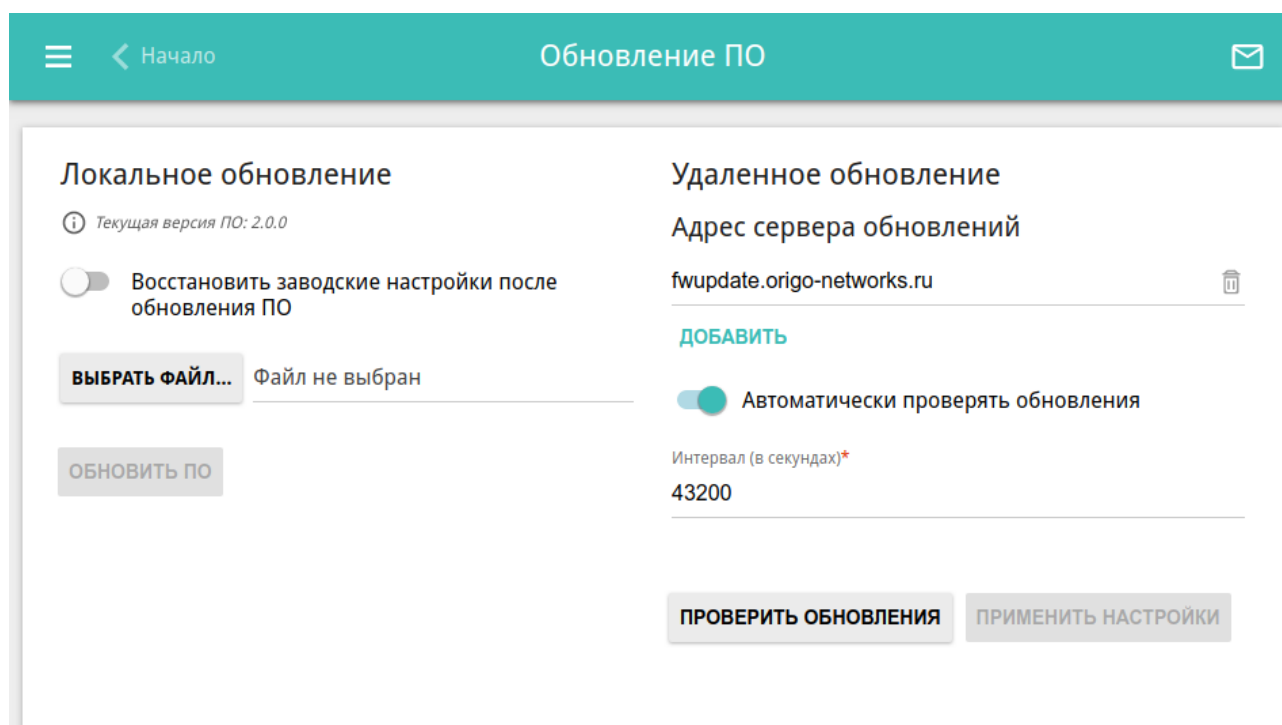 Начало
Обновление ПО
Локальное обновление
Текущая версия ПО: 2.0.0
Восстановить заводские настройки после
обновления ПО
ВЫБРАТЬ ФАЙЛ... Файл не выбран
ОБНОВИТЬ ПО
Удаленное обновление
Адрес сервера обновлений
fwupdate.origo-networks.ru
ДОБАВИТЬ
Автоматически проверять обновления
Интервал (в секундах)*
43200
ПРОВЕРИТЬ ОБНОВЛЕНИЯ ПРИМЕНИТЬ НАСТРОЙКИ